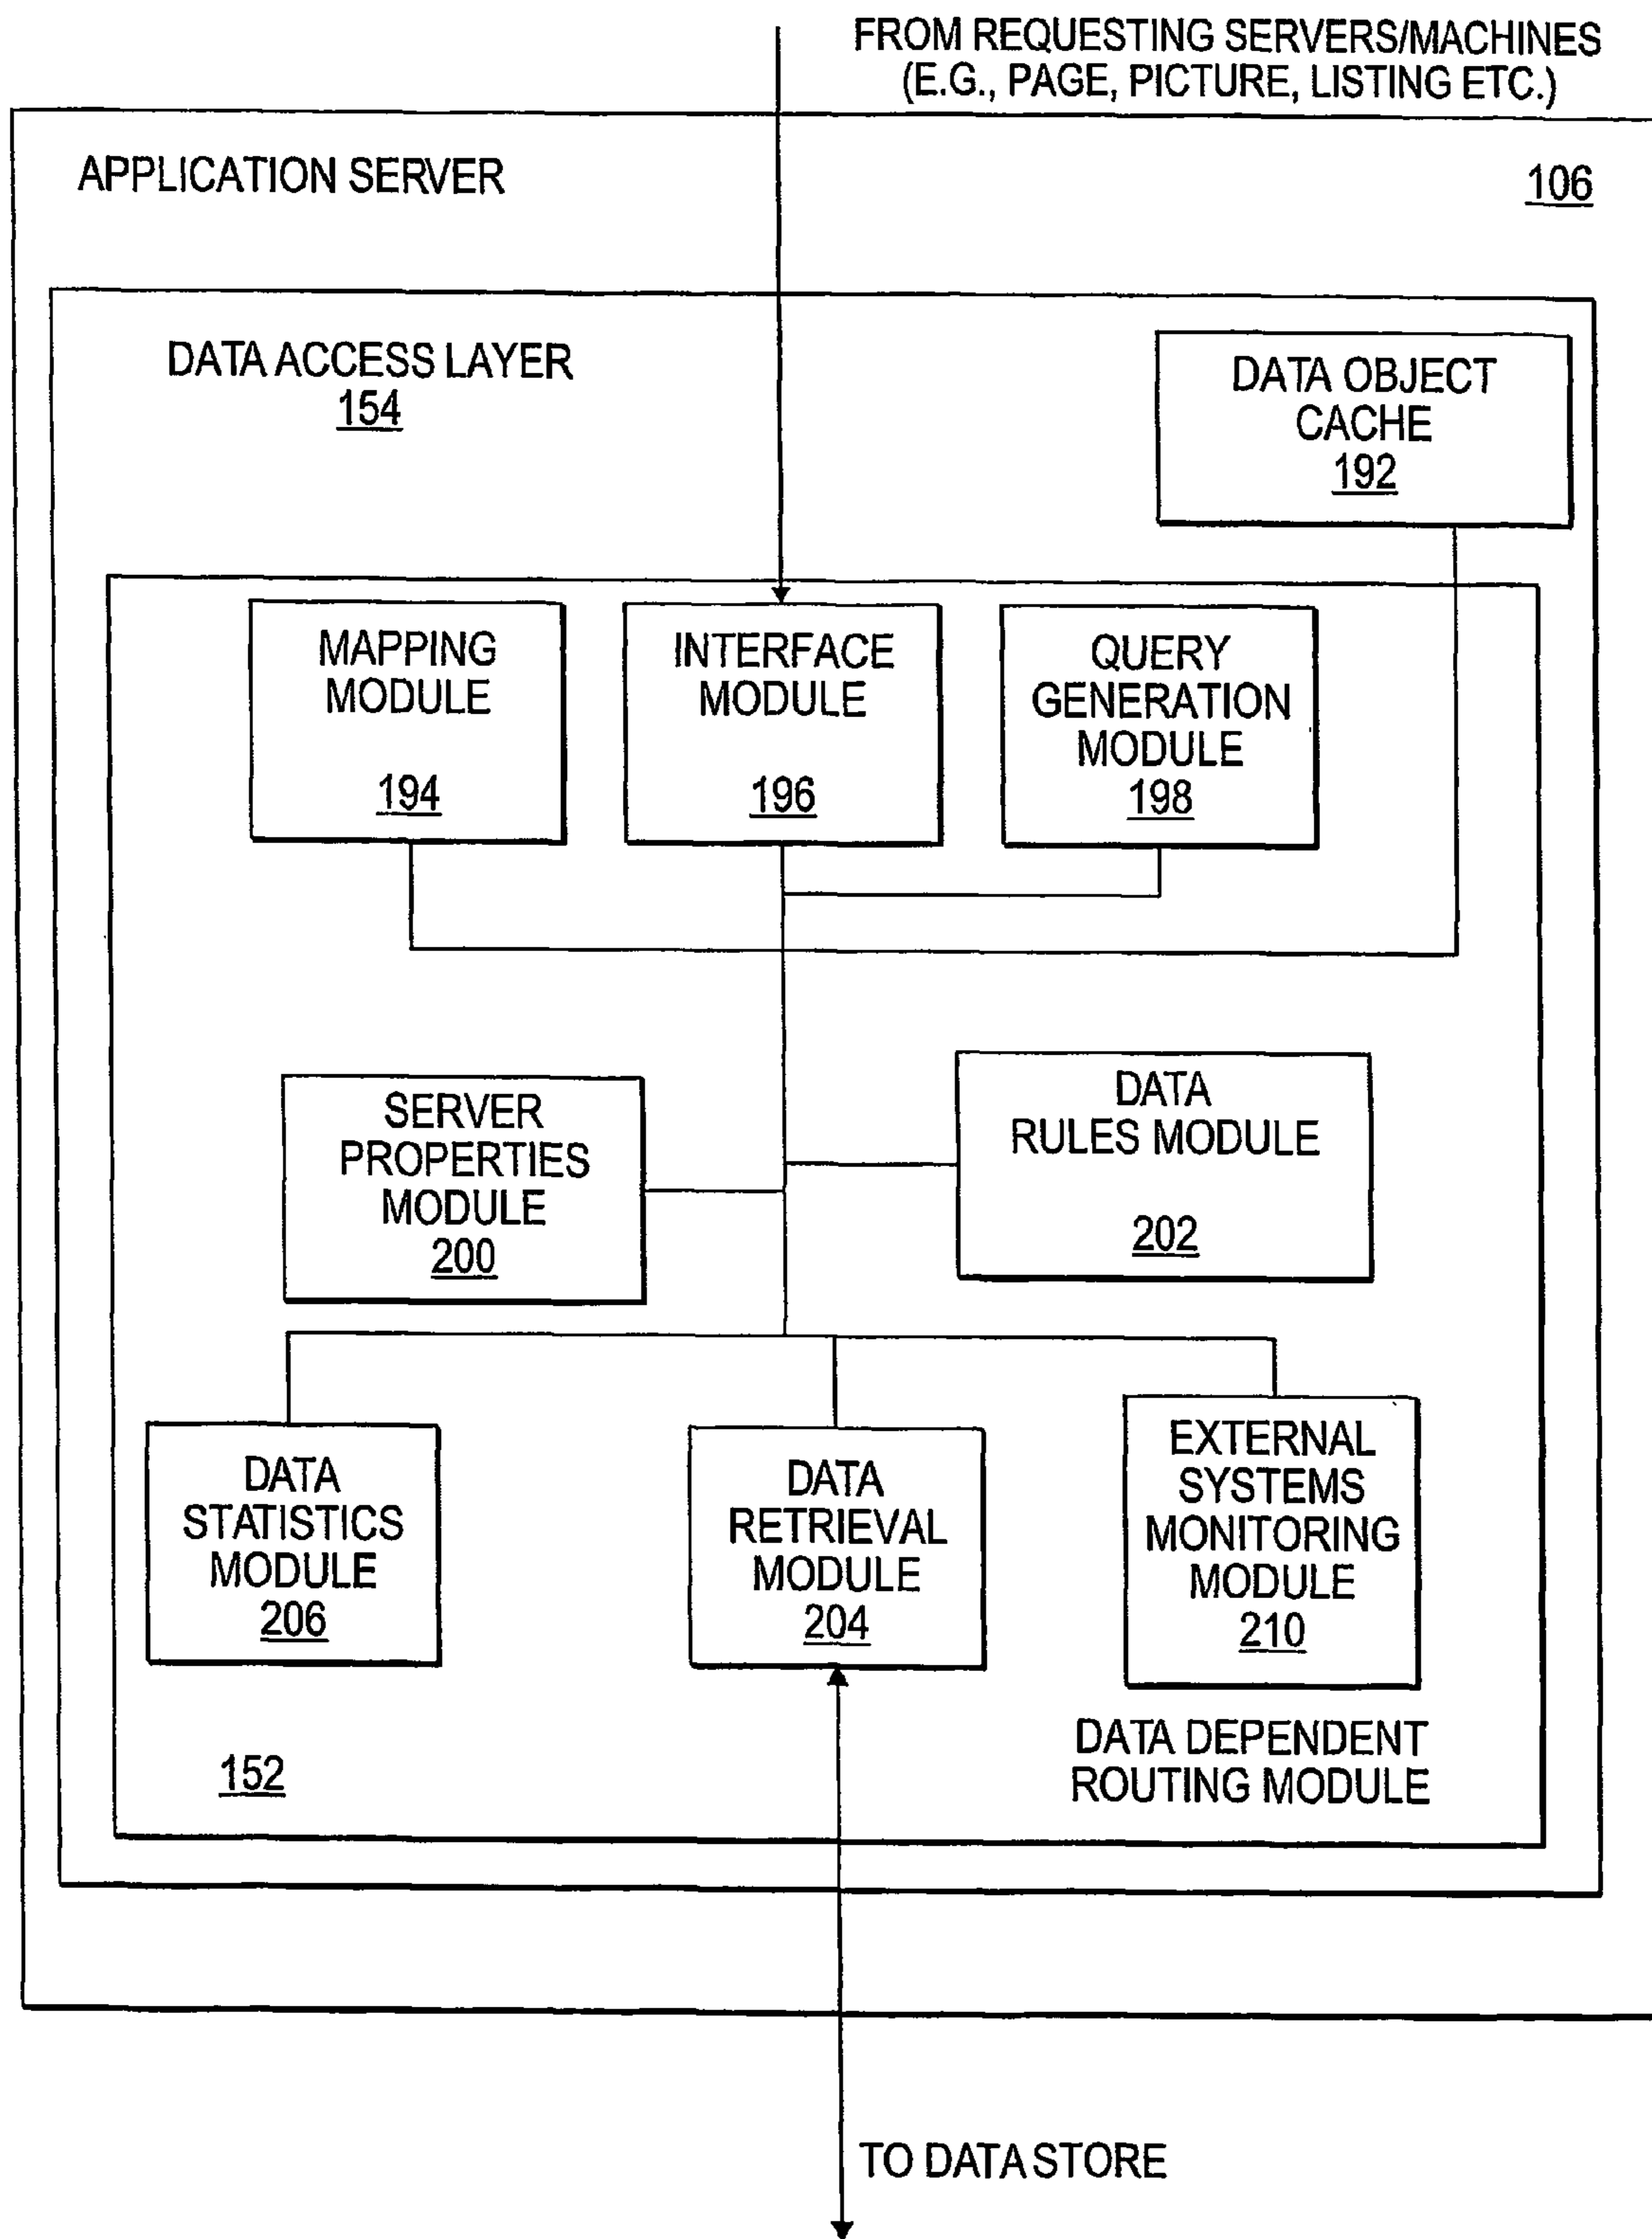 FROM REQUESTING SERVERS/MACHINES
(E.G., PAGE, PICTURE, LISTING ETC.)
APPLICATION SERVER
106
DATA ACCESS LAYER
154
DATA OBJECT
CACHE
192
MAPPING
MODULE
194
INTERFACE
MODULE
196
QUERY
GENERATION
MODULE
198
SERVER
PROPERTIES
MODULE
200
DATA
RULES MODULE
202
DATA
STATISTICS
MODULE
206
DATA
RETRIEVAL
MODULE
204
EXTERNAL
SYSTEMS
MONITORING
MODULE
210
152
DATA DEPENDENT
ROUTING MODULE
TO DATA STORE